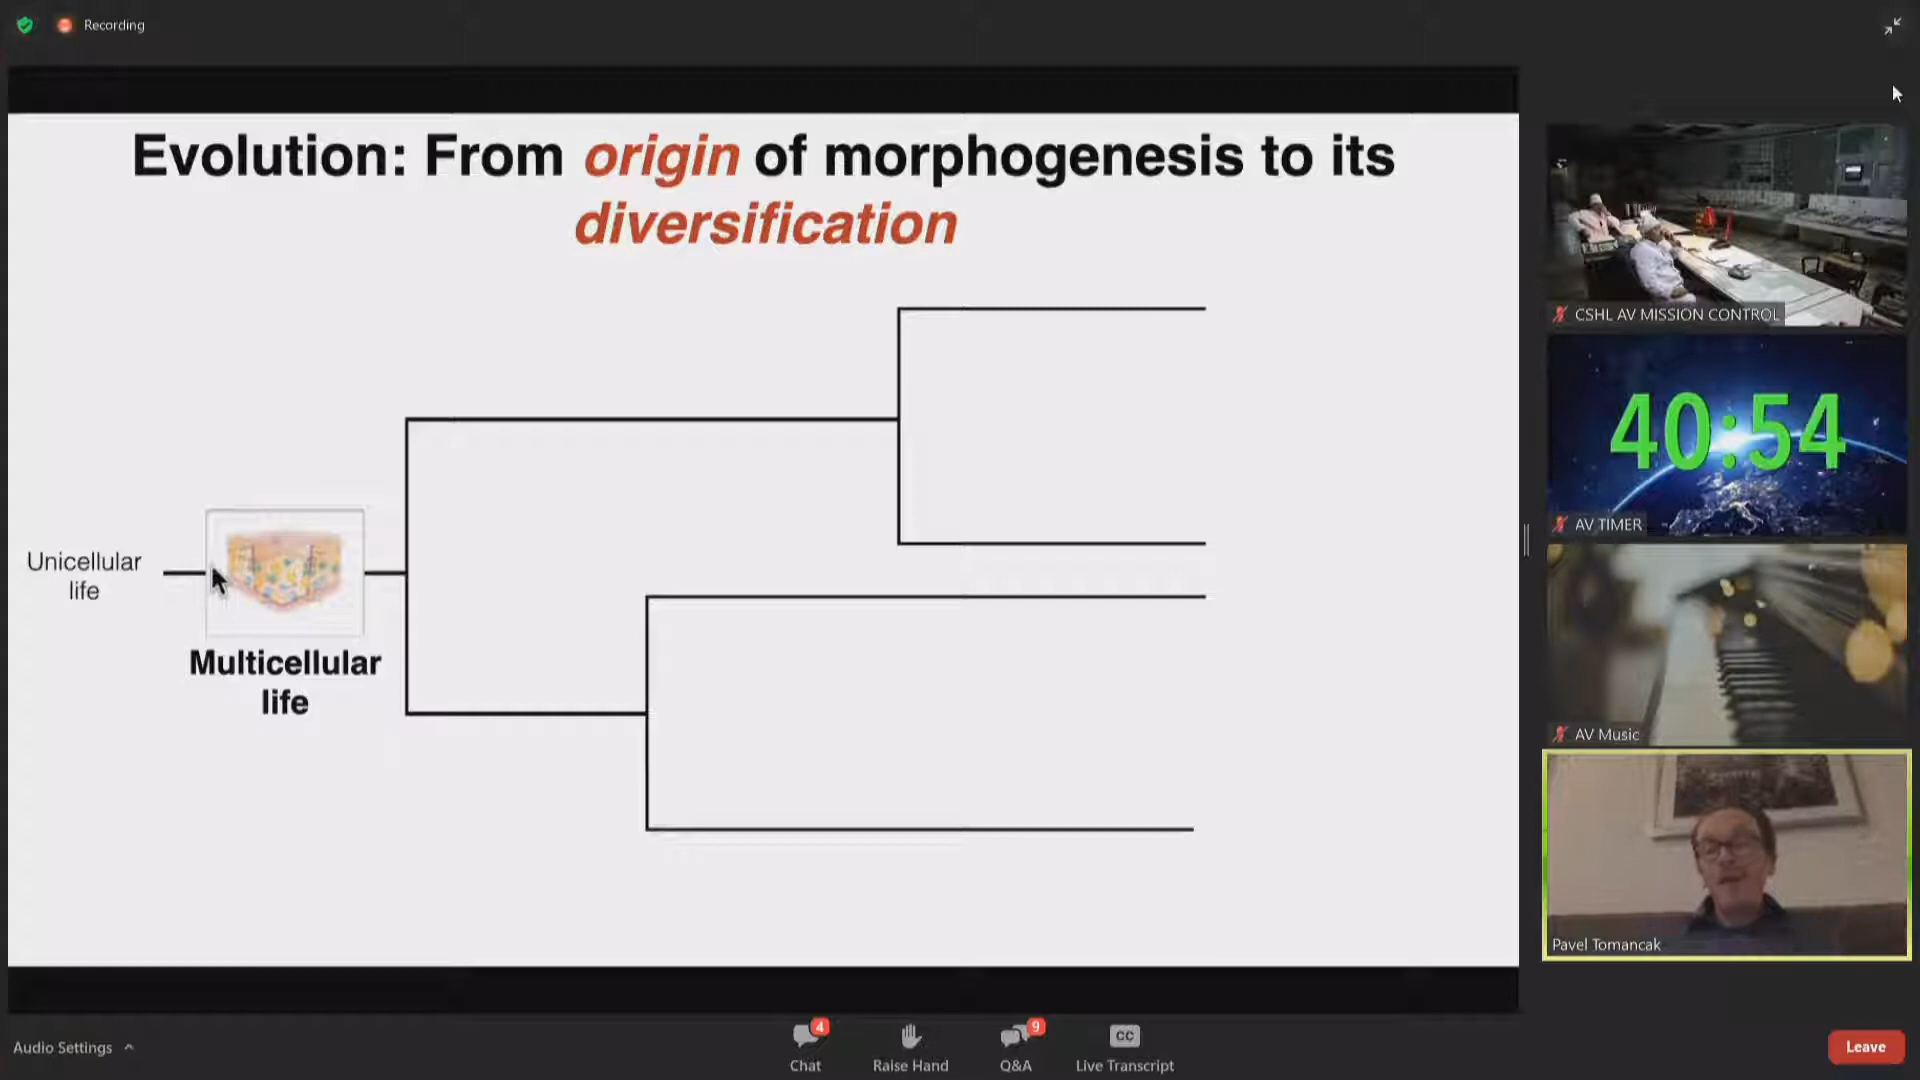 Recording
Evolution: From origin of morphogenesis to its
diversification
Unicellular
life
Multicellular
life
CSHL AV MISSION CONTROL
40:54
AV TIMER
AV Music
Pavel Tomancak
Audio Settings
4
Chat
Raise Hand
9
Q&A
CC
Live Transcript
Leave